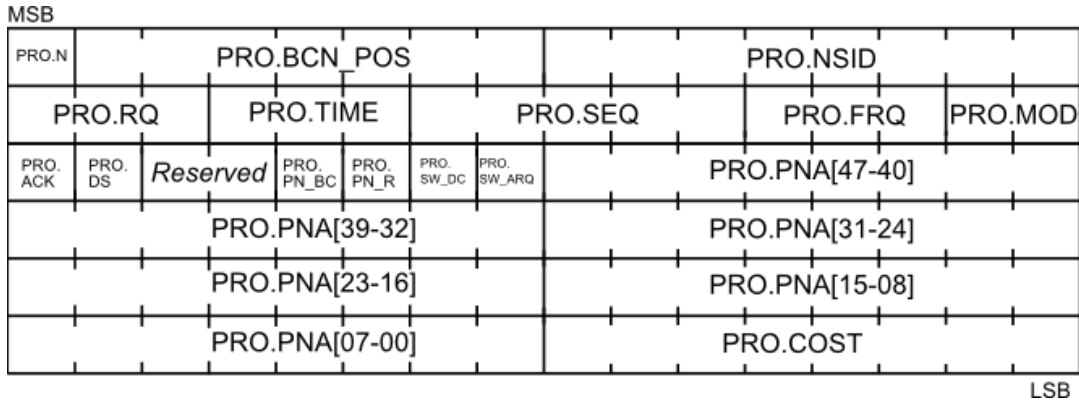 MSB
PRO.N PRO.BCN_POS PRO.NSID
PRO.RQ PRO.TIME PRO.SEQ PRO.FRQ PRO.MOD
PRO. ACK PRO. DS Reserved PRO. PN_BC PRO. PN_R PRO. SW_DC PRO. SW_ARQ PRO.PNA[47-40]
PRO.PNA[39-32] PRO.PNA[31-24]
PRO.PNA[23-16] PRO.PNA[15-08]
PRO.PNA[07-00] PRO.COST
LSB